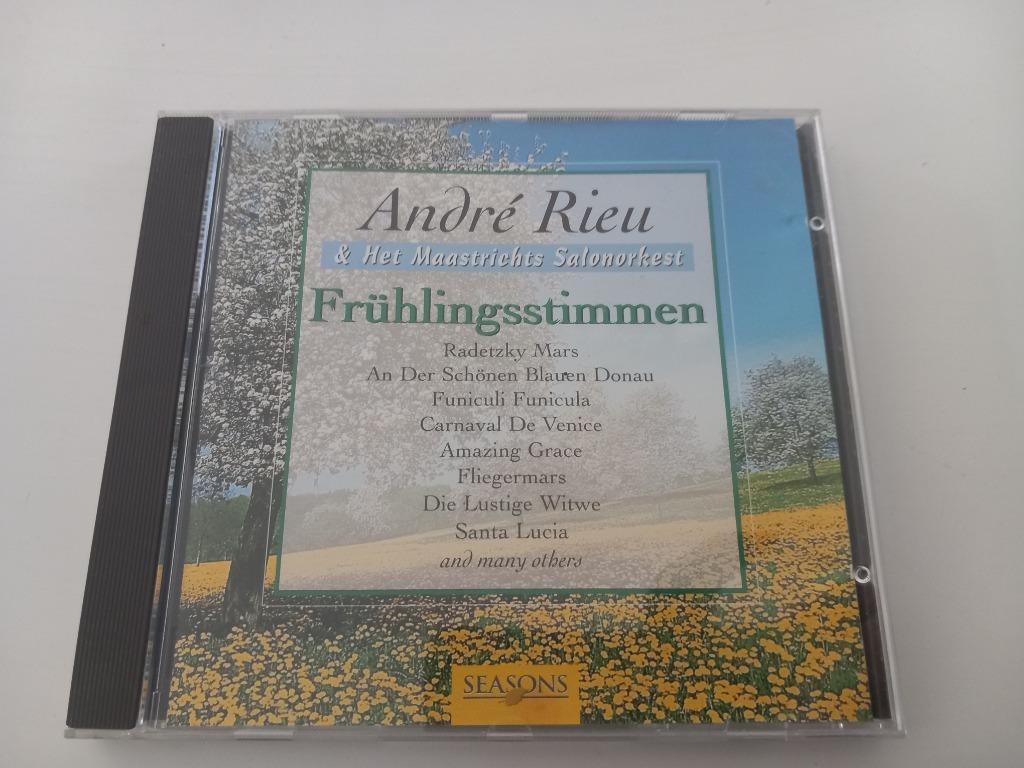 André Rieu
& Het Maastrichts Salonorkest
Frühlingsstimmen
Radetzky Mars
An Der Schönen Blauen Donau
Funiculi Funicula
Carnaval De Venice
Amazing Grace
Fliegermars
Die Lustige Witwe
Santa Lucia
and many others
SEASONS